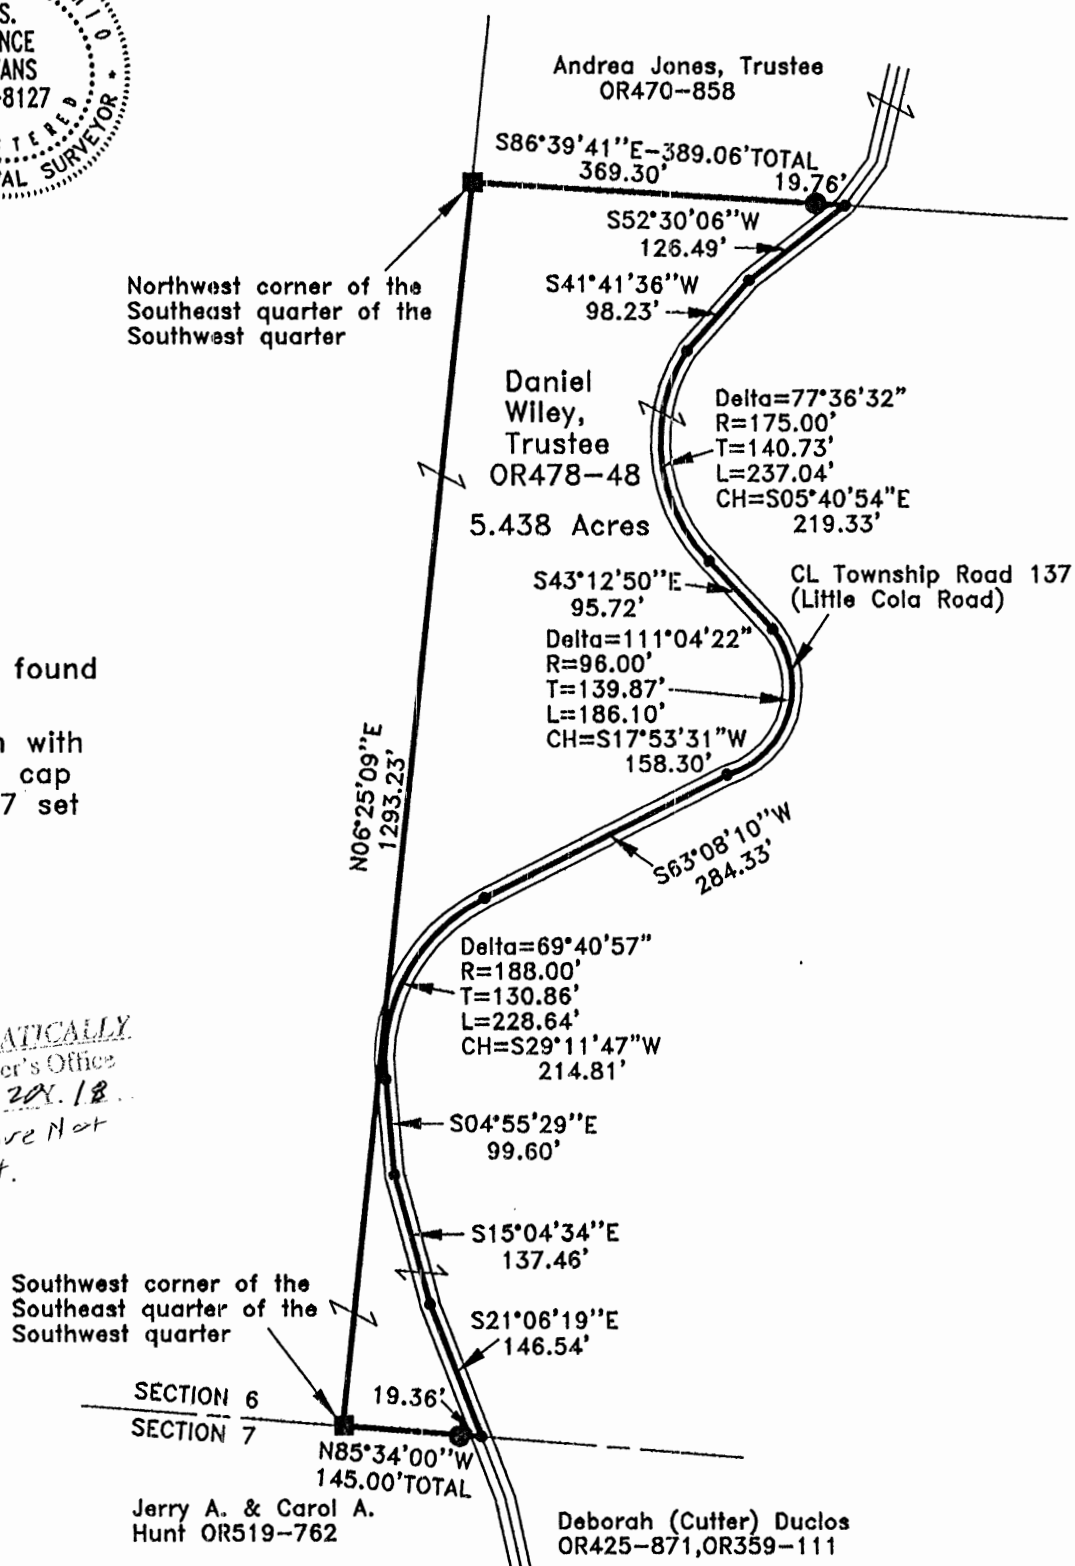 S.
8127
SURVEYOR
Andrea Jones, Trustee
OR470-858
S86°39'41"E-389.06'TOTAL
369.30'
19.76'
S52°30'06"W
126.49'
S41°41'36"W
98.23'
Northwest corner of the
Southeast quarter of the
Southwest quarter
Daniel
Wiley,
Trustee
OR478-48
5.438 Acres
Delta=77°36'32"
R=175.00'
T=140.73'
L=237.04'
CH=S05°40'54"E
219.33'
S43°12'50"E
95.72'
CL Township Road 137
(Little Cola Road)
Delta=111°04'22"
R=96.00'
T=139.87'
L=186.10'
CH=S17°53'31"W
158.30'
found
with
cap
7 set
N06°25'09"E
1293.23'
S63°08'10"W
284.33'
Delta=69°40'57"
R=188.00'
T=130.86'
L=228.64'
CH=S29°11'47"W
214.81'
ATICALLY
er's Office
S04°55'29"E
99.60'
S15°04'34"E
137.46'
Southwest corner of the
Southeast quarter of the
Southwest quarter
S21°06'19"E
146.54'
SECTION 6
SECTION 7
19.36'
N85°34'00"W
145.00'TOTAL
Jerry A. & Carol A.
Hunt OR519-762
Deborah (Cutter) Duclos
OR425-871,OR359-111